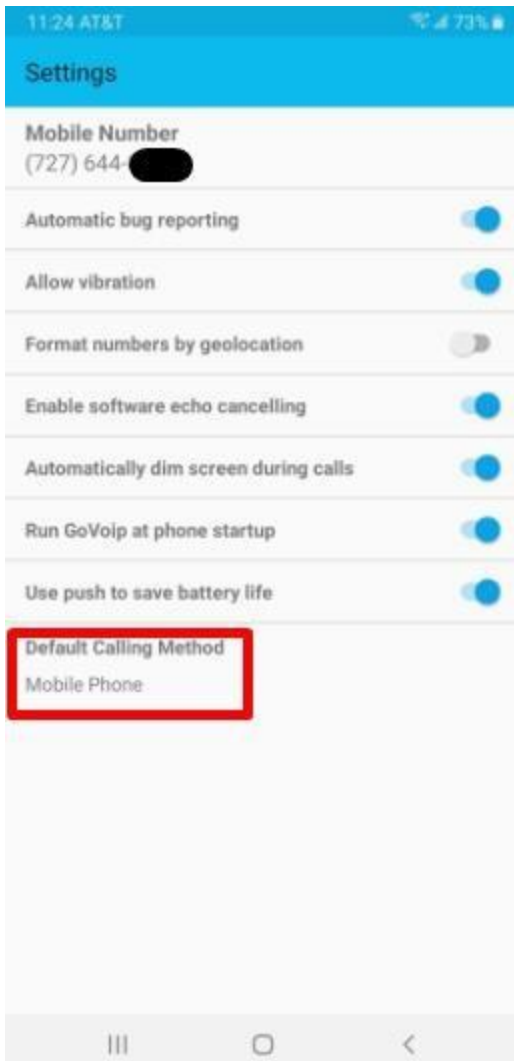 11:24 AT&T 73%
Settings
Mobile Number
(727) 644-
Automatic bug reporting
Allow vibration
Format numbers by geolocation
Enable software echo cancelling
Automatically dim screen during calls
Run GoVoip at phone startup
Use push to save battery life
Default Calling Method
Mobile Phone